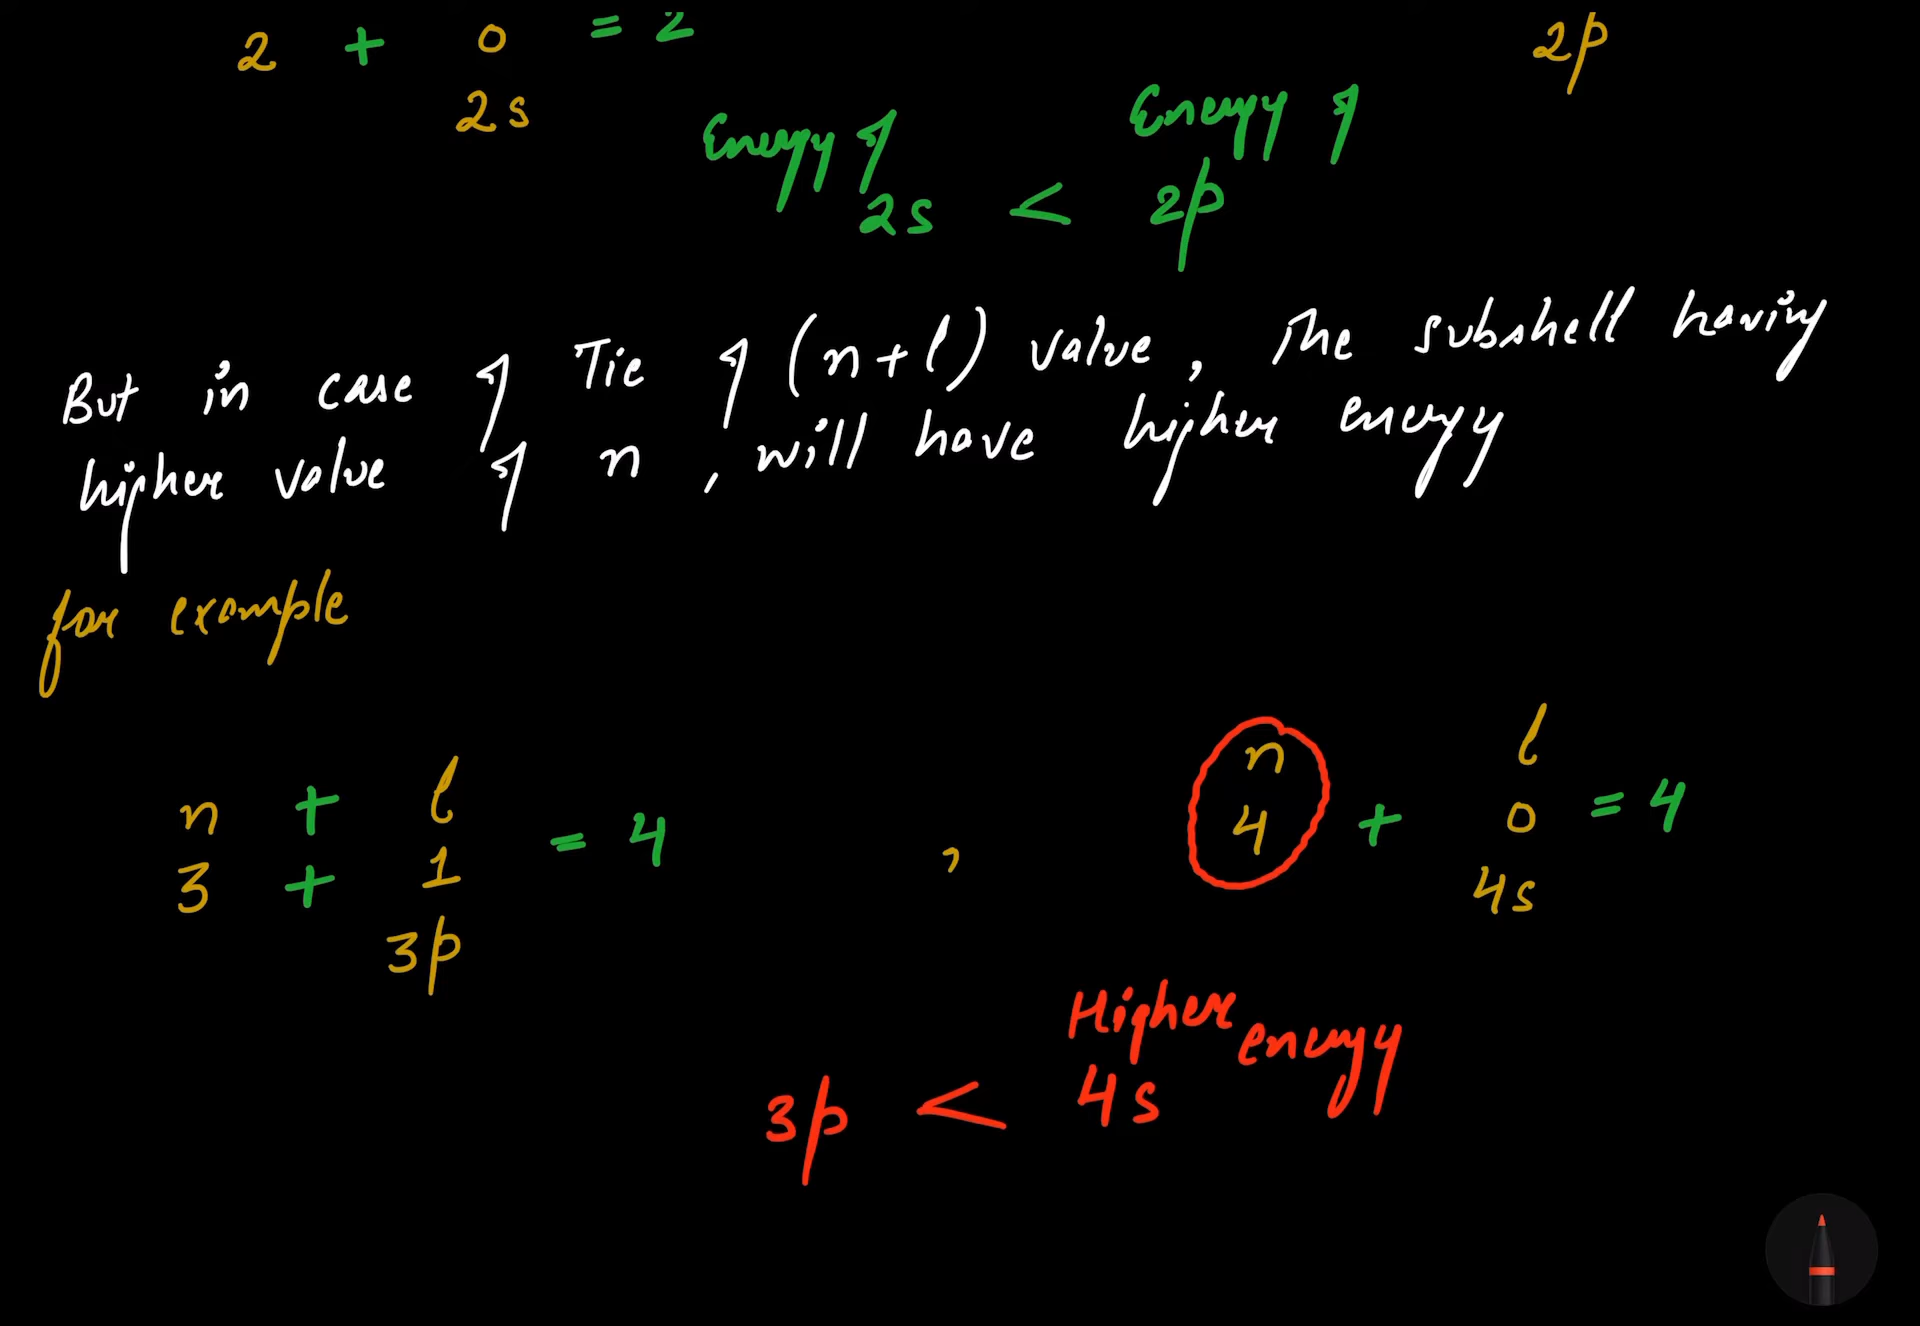 2 + 0 = 2
2s
2p
Energy of 2s < Energy of 2p
But in case of Tie of (n+l) value, The subshell having
higher value of n, will have higher energy
for example
n + l
3 + 1 = 4
3p
,
n l
4 + 0 = 4
4s
Higher energy
3p < 4s